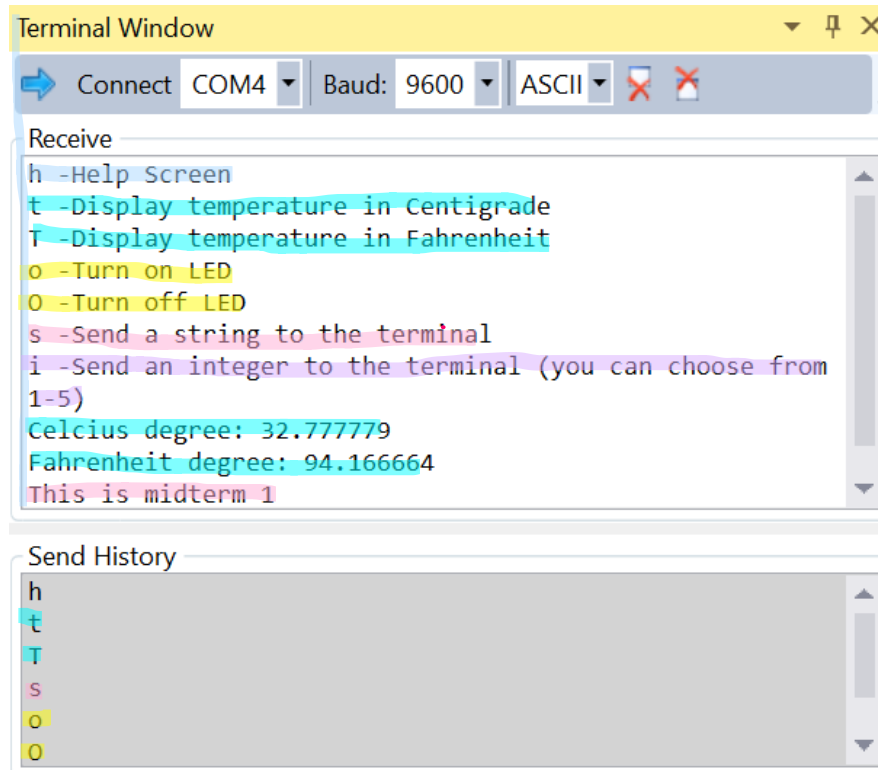 Terminal Window
Connect COM4 Baud: 9600 ASCII
Receive
h -Help Screen
t -Display temperature in Centigrade
T -Display temperature in Fahrenheit
o -Turn on LED
O -Turn off LED
s -Send a string to the terminal
i -Send an integer to the terminal (you can choose from
1-5)
Celcius degree: 32.777779
Fahrenheit degree: 94.166664
This is midterm 1
Send History
h
t
T
s
o
O